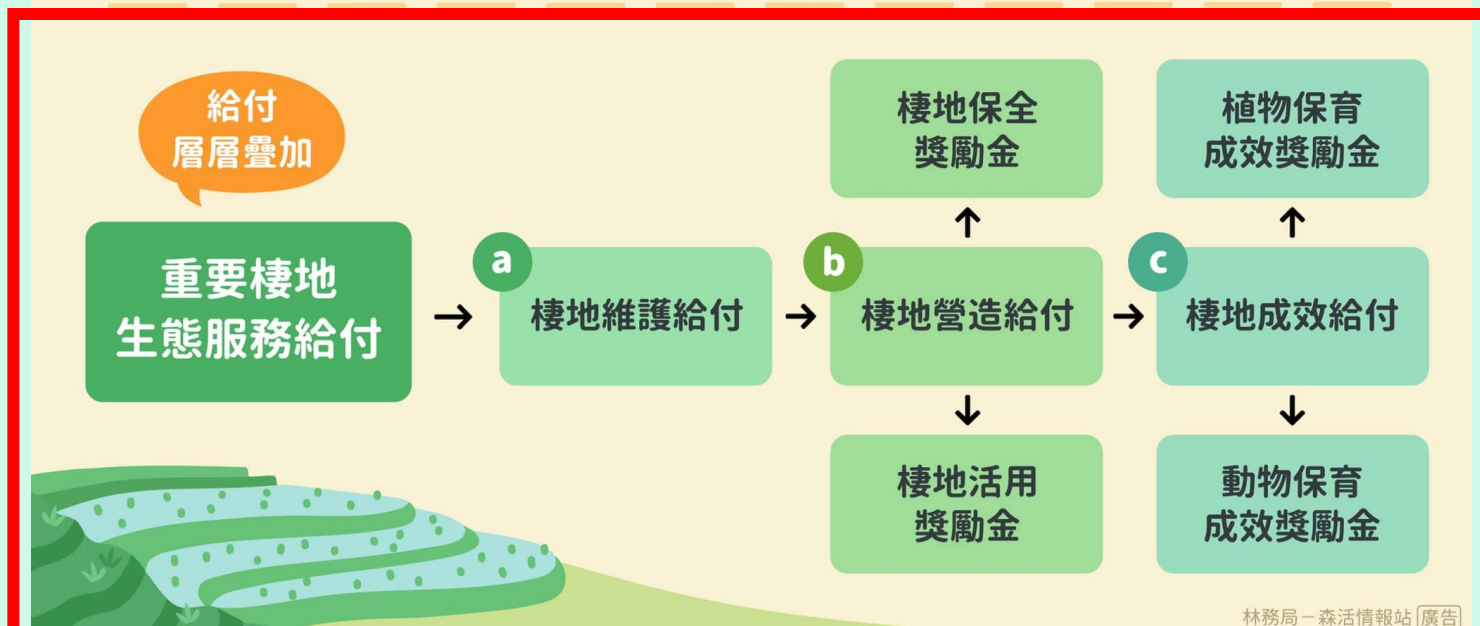 給付
層層疊加
重要棲地
生態服務給付
a
棲地維護給付
b
棲地營造給付
棲地保全
獎勵金
棲地活用
獎勵金
c
棲地成效給付
植物保育
成效獎勵金
動物保育
成效獎勵金
林務局－森活情報站 廣告